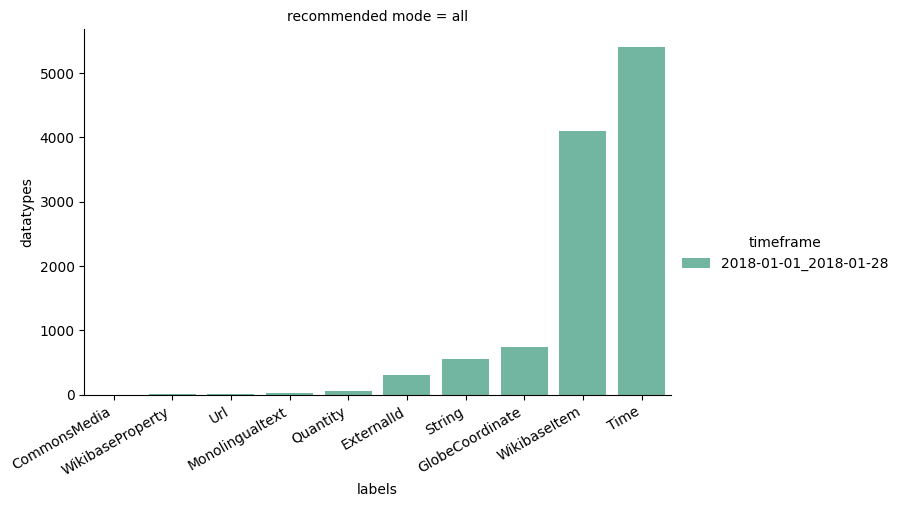 recommended mode = all
5000
4000
3000
2000
1000
0
datatypes
CommonsMedia
WikibaseProperty
Url
Monolingualtext
Quantity
ExternalId
String
GlobeCoordinate
WikibaseItem
Time
labels
timeframe
2018-01-01_2018-01-28